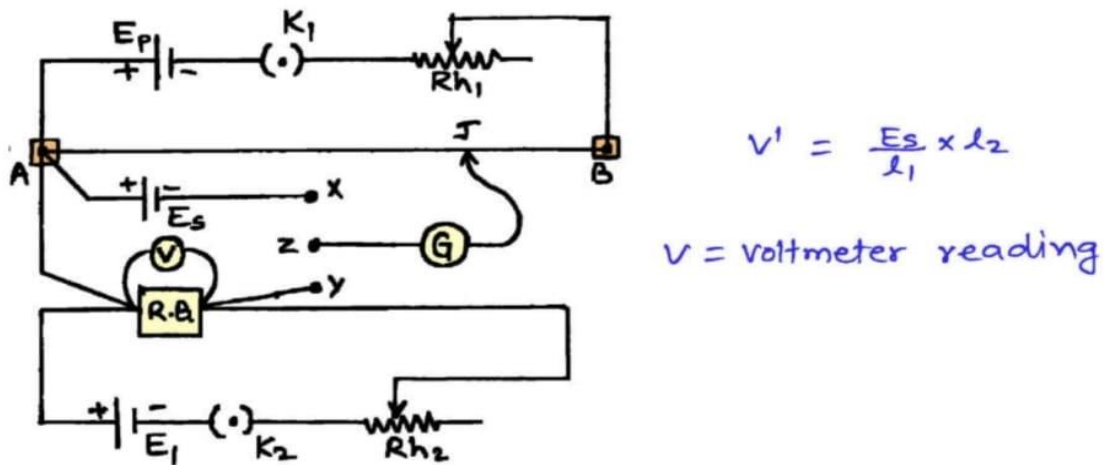 K₁
Ep
+ -
Rh₁
J
A
B
+ -
Es
X
Z
G
V
Y
R.B.
+ -
E₁
K₂
Rh₂
V' = Es/l₁ × l₂
V = voltmeter reading